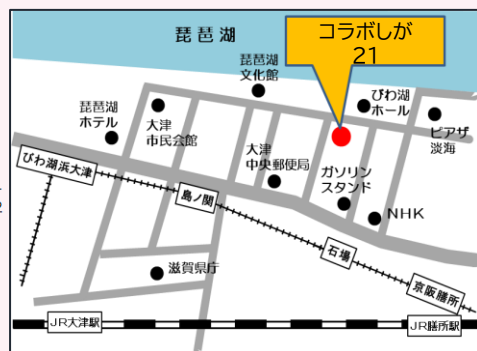 琵琶湖
コラボしが
21
琵琶湖
文化館
びわ湖
ホール
琵琶湖
ホテル
大津
市民会館
ピアザ
淡海
大津
中央郵便局
ガソリン
スタンド
びわ湖浜大津
島ノ関
NHK
石場
滋賀県庁
京阪膳所
JR大津駅
JR膳所駅